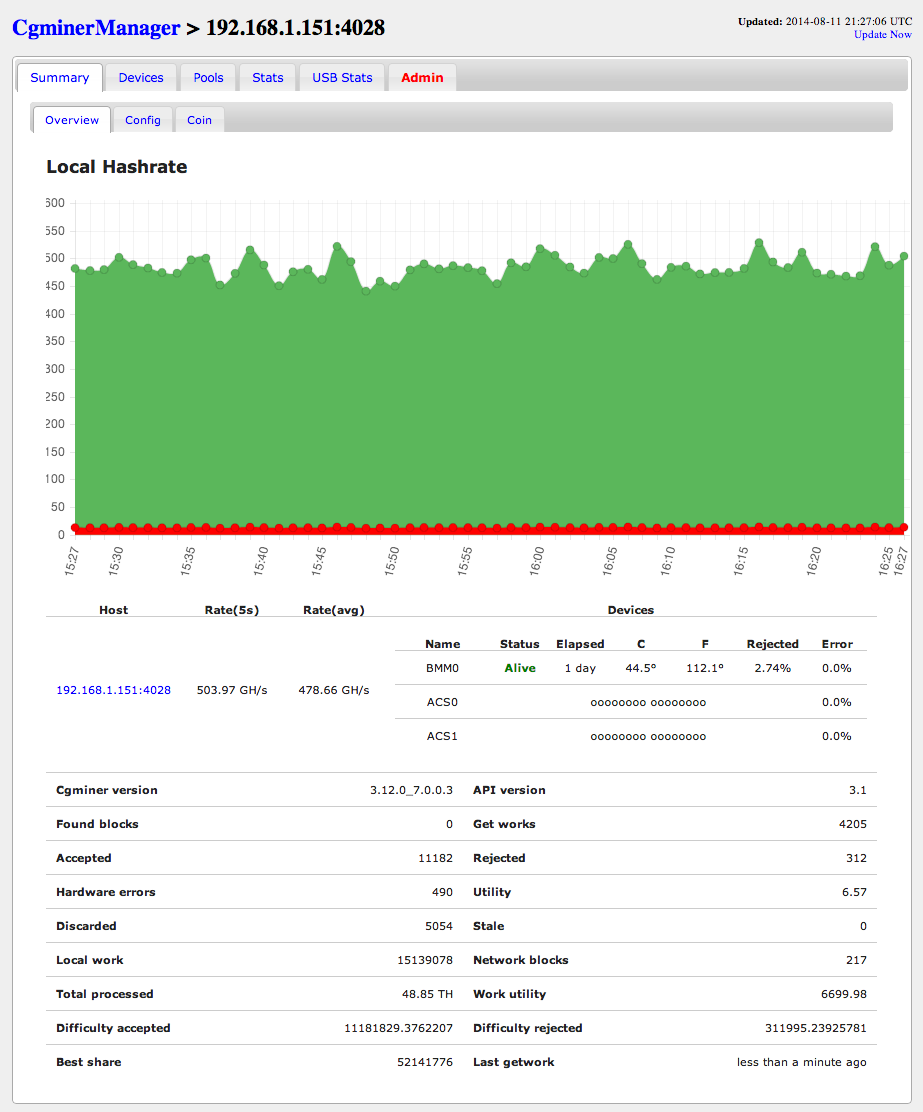 CgminerManager > 192.168.1.151:4028
Updated: 2014-08-11 21:27:06 UTC
Update Now
Summary Devices Pools Stats USB Stats Admin
Overview Config Coin
Local Hashrate
600
550
500
450
400
350
300
250
200
150
100
50
0
15:27 15:30 15:35 15:40 15:45 15:50 15:55 16:00 16:05 16:10 16:15 16:20 16:25 16:27
Host Rate(5s) Rate(avg) Devices
Name Status Elapsed C F Rejected Error
BMM0 Alive 1 day 44.5° 112.1° 2.74% 0.0%
192.168.1.151:4028 503.97 GH/s 478.66 GH/s
ACS0 oooooooo oooooooo 0.0%
ACS1 oooooooo oooooooo 0.0%
Cgminer version 3.12.0_7.0.0.3 API version 3.1
Found blocks 0 Get works 4205
Accepted 11182 Rejected 312
Hardware errors 490 Utility 6.57
Discarded 5054 Stale 0
Local work 15139078 Network blocks 217
Total processed 48.85 TH Work utility 6699.98
Difficulty accepted 11181829.3762207 Difficulty rejected 311995.23925781
Best share 52141776 Last getwork less than a minute ago